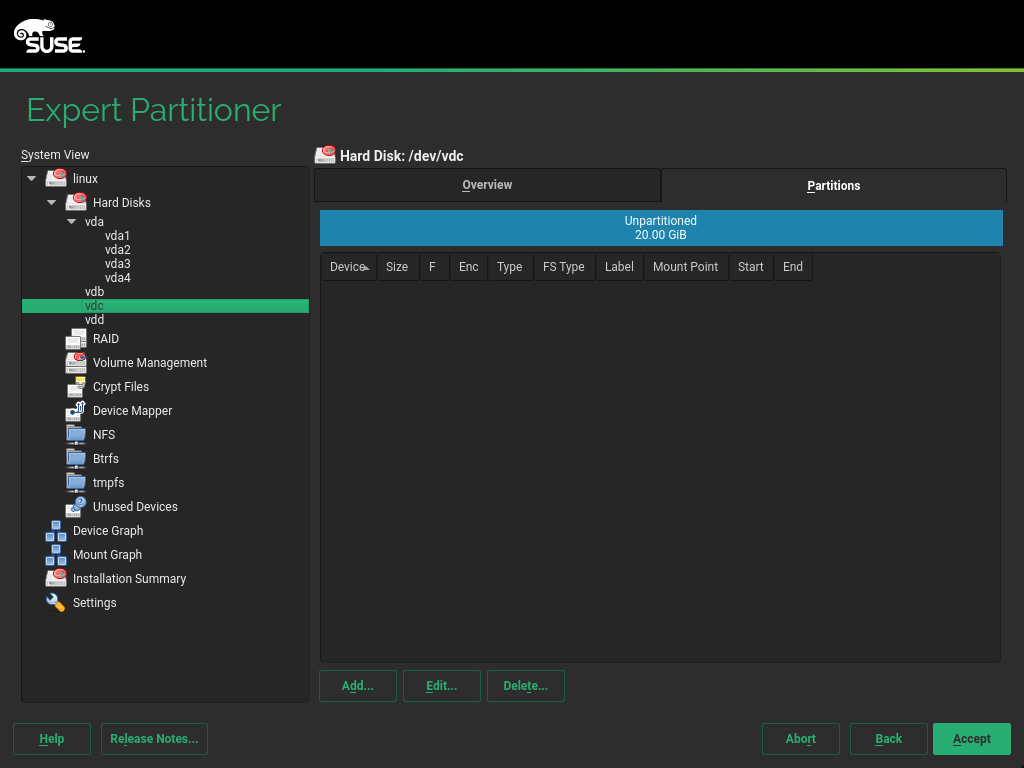 SUSE.
Expert Partitioner
System View
linux
Hard Disks
vda
vda1
vda2
vda3
vda4
vdb
vdc
vdd
RAID
Volume Management
Crypt Files
Device Mapper
NFS
Btrfs
tmpfs
Unused Devices
Device Graph
Mount Graph
Installation Summary
Settings
Hard Disk: /dev/vdc
Overview Partitions
Unpartitioned
20.00 GiB
Device Size F Enc Type FS Type Label Mount Point Start End
Add... Edit... Delete...
Help Release Notes... Abort Back Accept